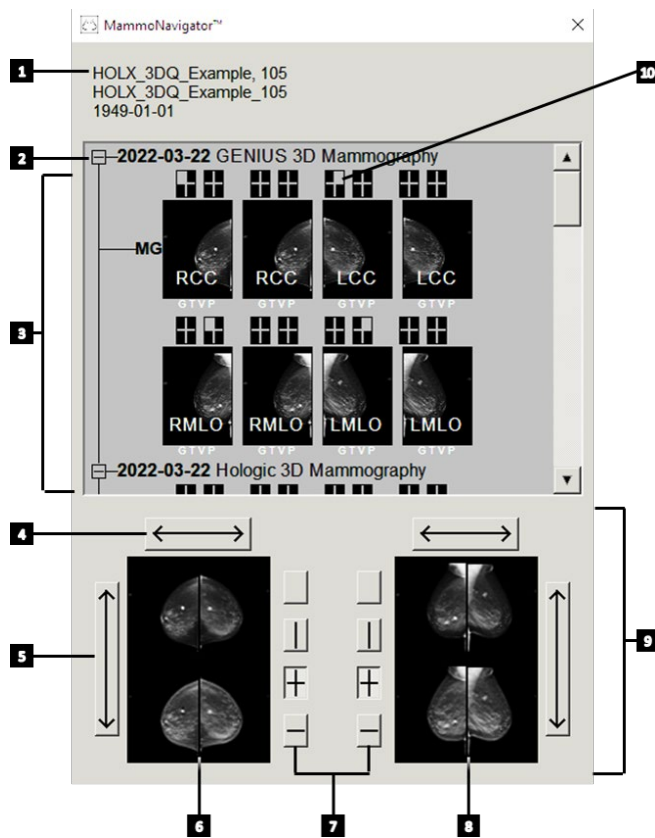 MammoNavigator™
1
HOLX_3DQ_Example, 105
HOLX_3DQ_Example_105
1949-01-01
10
2
2022-03-22 GENIUS 3D Mammography
3
MG
RCC RCC LCC LCC
GTVP GTVP GTVP GTVP
RMLO RMLO LMLO LMLO
GTVP GTVP GTVP GTVP
2022-03-22 Hologic 3D Mammography
4
5
9
6
7
8